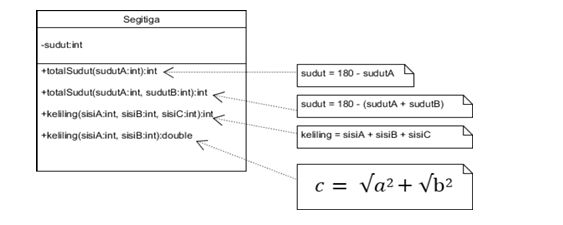 Segitiga
-sudut:int
+totalSudut(sudutA:int):int
+totalSudut(sudutA:int, sudutB:int):int
+keliling(sisiA:int, sisiB:int, sisiC:int):int
+keliling(sisiA:int, sisiB:int):double
sudut = 180 - sudutA
sudut = 180 - (sudutA + sudutB)
keliling = sisiA + sisiB + sisiC
c = √a² + √b²